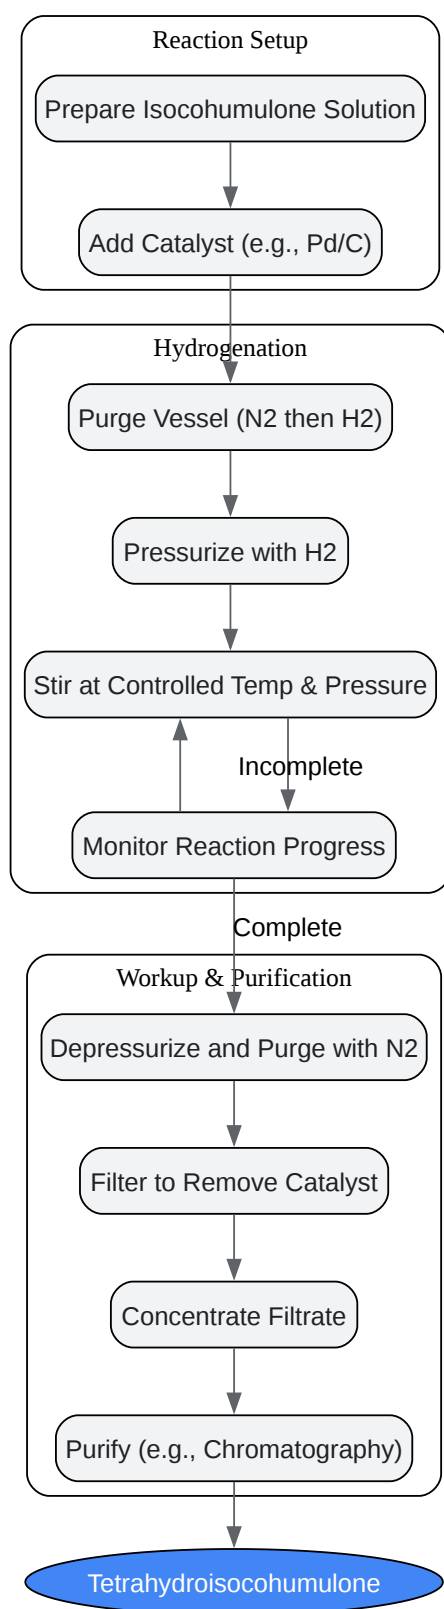 Reaction Setup
Prepare Isocohumulone Solution
Add Catalyst (e.g., Pd/C)
Hydrogenation
Purge Vessel (N2 then H2)
Pressurize with H2
Stir at Controlled Temp & Pressure
Incomplete
Monitor Reaction Progress
Complete
Workup & Purification
Depressurize and Purge with N2
Filter to Remove Catalyst
Concentrate Filtrate
Purify (e.g., Chromatography)
Tetrahydroisocohumulone